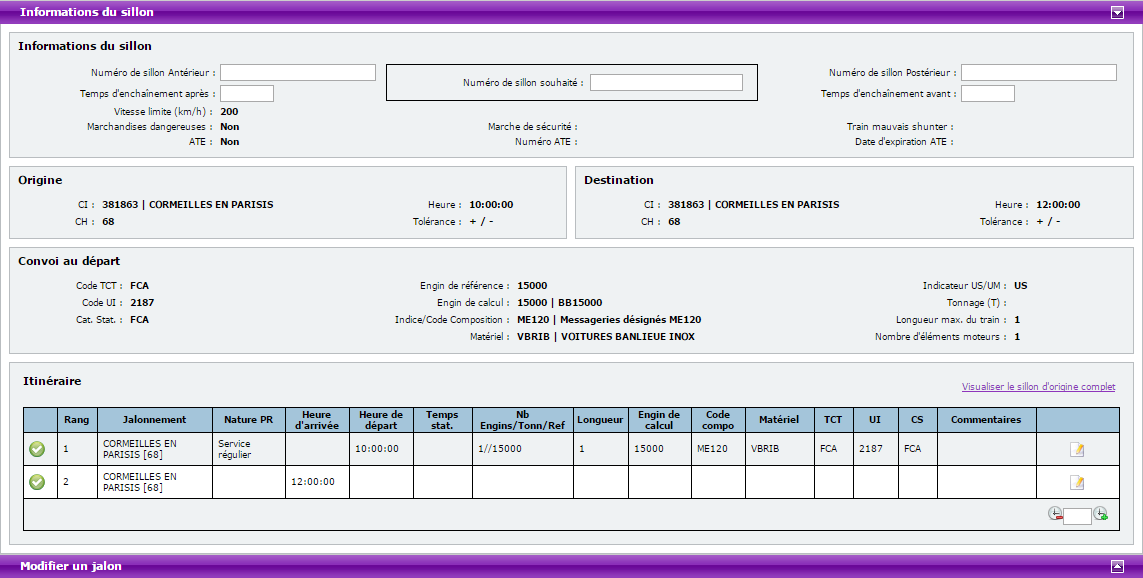 Informations du sillon
Informations du sillon
Numéro de sillon Antérieur :
Numéro de sillon souhaité :
Numéro de sillon Postérieur :
Temps d'enchaînement après :
Temps d'enchaînement avant :
Vitesse limite (km/h) : 200
Marchandises dangereuses : Non
Marche de sécurité :
Train mauvais shunter :
ATE : Non
Numéro ATE :
Date d'expiration ATE :
Origine
CI : 381863 | CORMEILLES EN PARISIS
Heure : 10:00:00
CH : 68
Tolérance : + / -
Destination
CI : 381863 | CORMEILLES EN PARISIS
Heure : 12:00:00
CH : 68
Tolérance : + / -
Convoi au départ
Code TCT : FCA
Engin de référence : 15000
Indicateur US/UM : US
Code UI : 2187
Engin de calcul : 15000 | BB15000
Tonnage (T) :
Cat. Stat. : FCA
Indice/Code Composition : ME120 | Messageries désignés ME120
Longueur max. du train : 1
Matériel : VBRIB | VOITURES BANLIEUE INOX
Nombre d'éléments moteurs : 1
Itinéraire
Visualiser le sillon d'origine complet
Rang Jalonnement Nature PR Heure d'arrivée Heure de départ Temps stat. Nb Engins/Tonn/Ref Longueur Engin de calcul Code compo Matériel TCT UI CS Commentaires
1 CORMEILLES EN PARISIS [68] Service régulier 10:00:00 1//15000 1 15000 ME120 VBRIB FCA 2187 FCA
2 CORMEILLES EN PARISIS [68] 12:00:00
Modifier un jalon